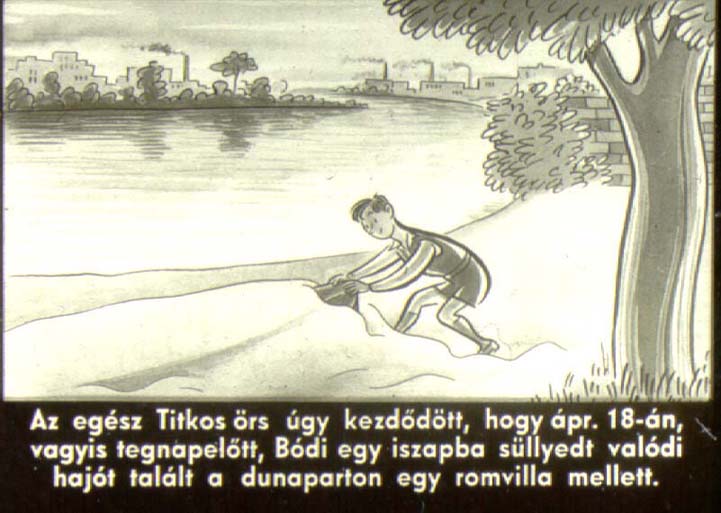 Az egész Titkos örs úgy kezdődött, hogy ápr. 18-án,
vagyis tegnapelőtt, Bódi egy iszapba süllyedt valódi
hajót talált a dunaparton egy romvilla mellett.